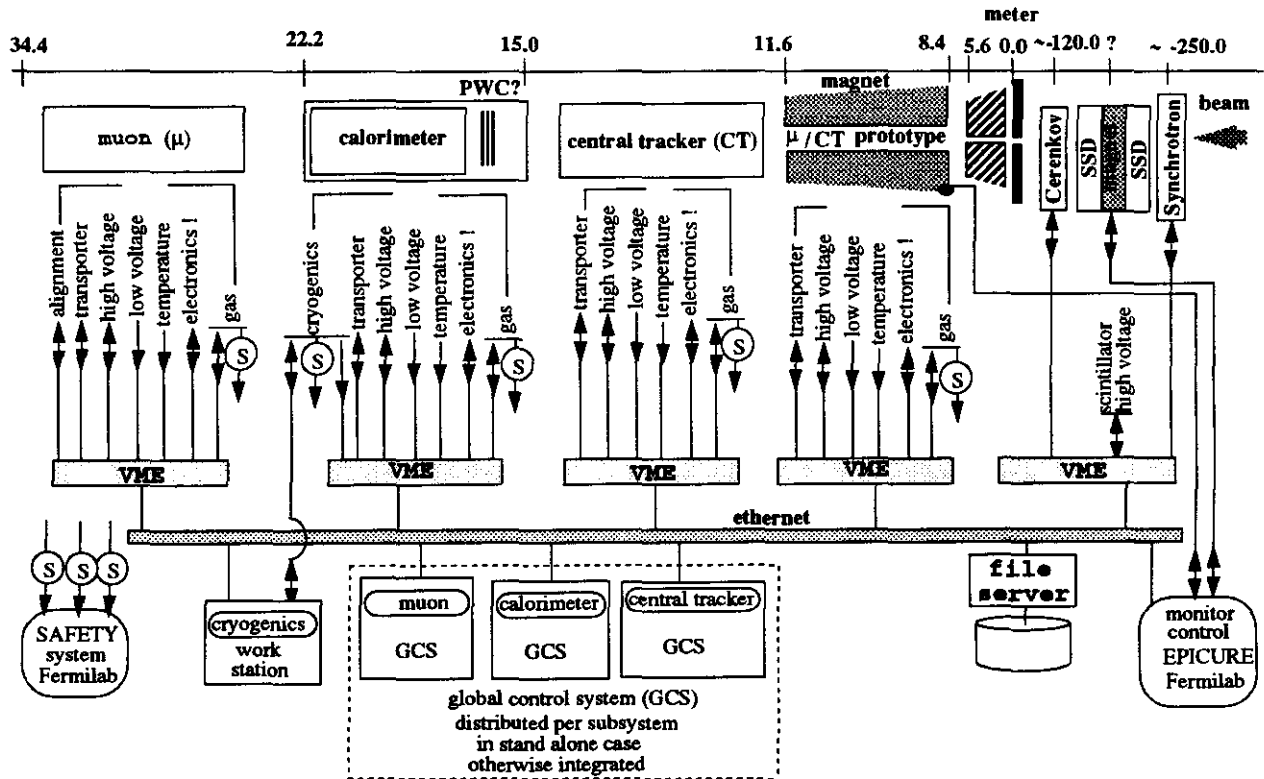 meter
34.4 22.2 15.0 11.6 8.4 5.6 0.0 ~-120.0 ? ~ -250.0
PWC?
magnet
beam
muon (μ)
calorimeter
central tracker (CT)
μ / CT prototype
Cerenkov
SSD
magnet
SSD
Synchrotron
alignment
transporter
high voltage
low voltage
temperature
electronics !
gas
S
cryogenics
S
transporter
high voltage
low voltage
temperature
electronics !
gas
S
transporter
high voltage
low voltage
temperature
electronics !
gas
S
transporter
high voltage
low voltage
temperature
electronics !
gas
S
scintillator
high voltage
VME
VME
VME
VME
VME
ethernet
S S S
SAFETY
system
Fermilab
cryogenics
work
station
muon
GCS
calorimeter
GCS
central tracker
GCS
global control system (GCS)
distributed per subsystem
in stand alone case
otherwise integrated
file
server
monitor
control
EPICURE
Fermilab